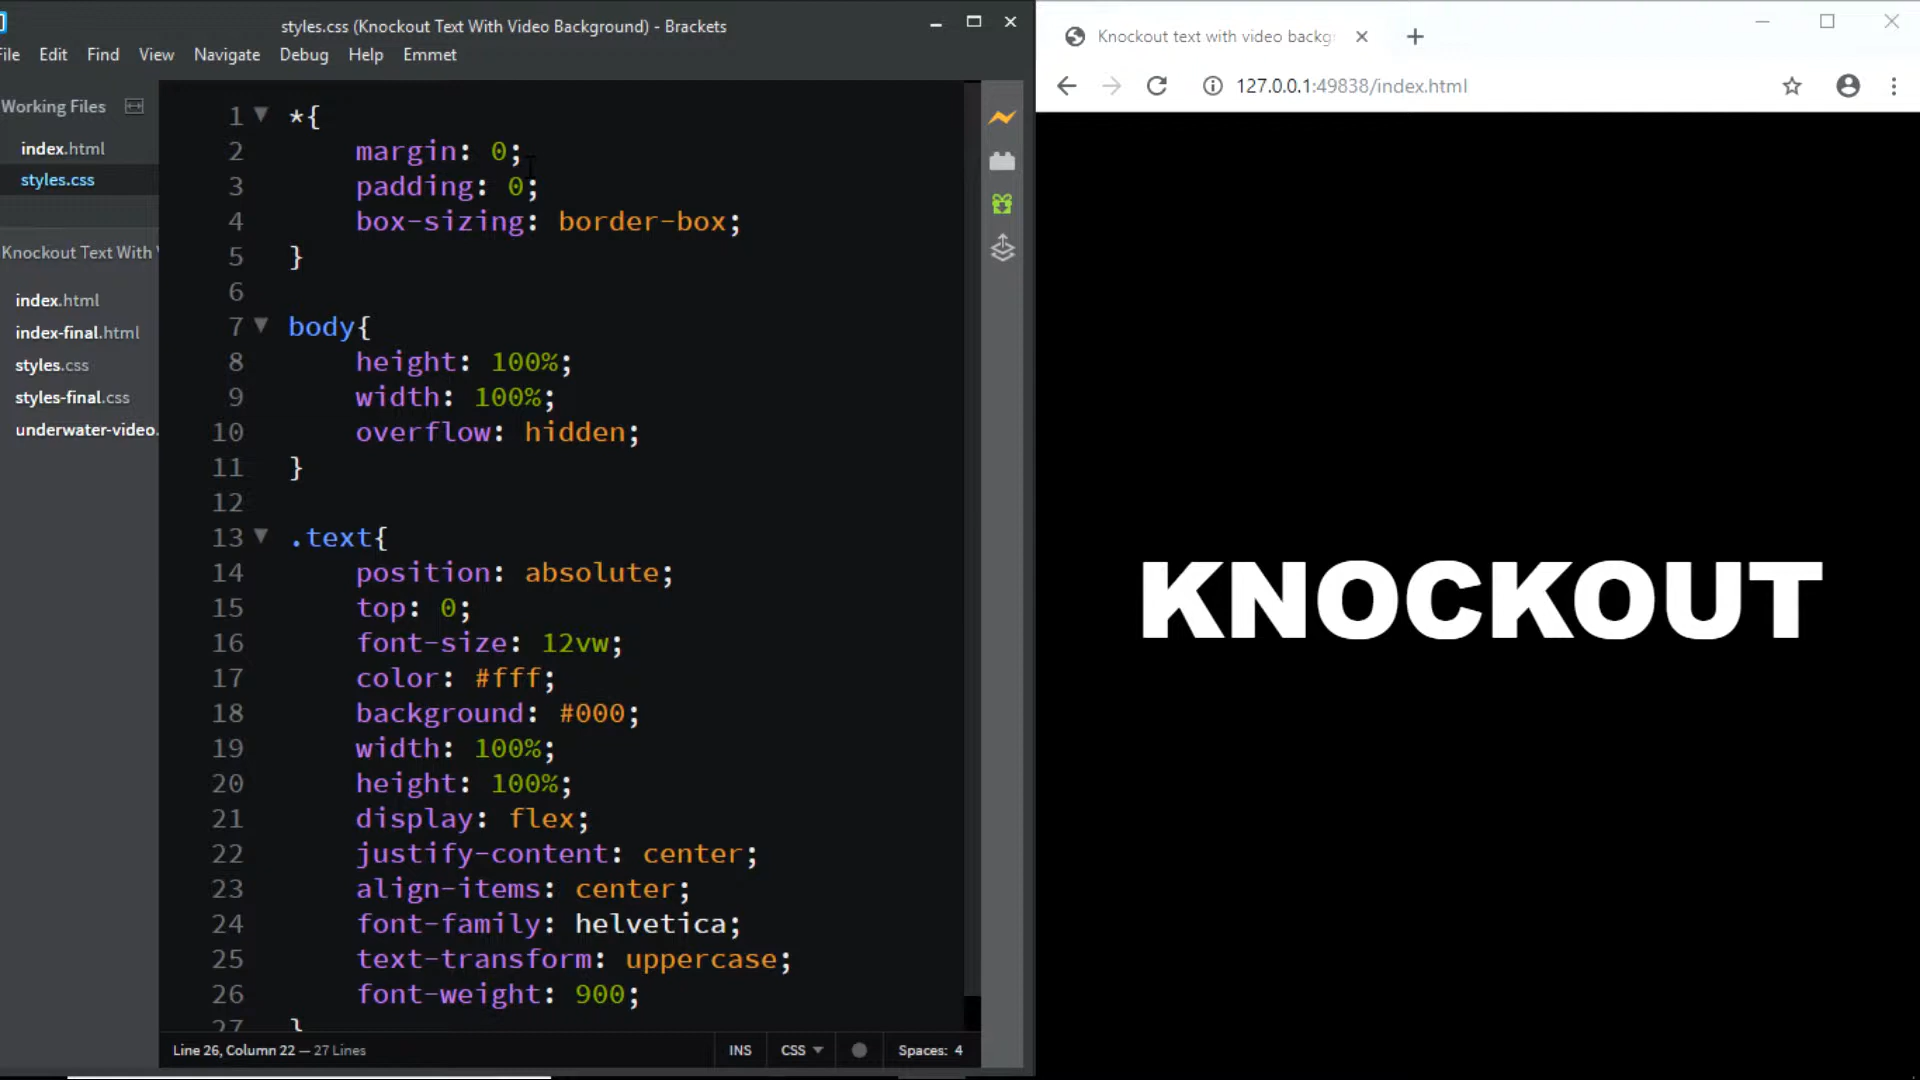 styles.css (Knockout Text With Video Background) - Brackets
File Edit Find View Navigate Debug Help Emmet
Working Files
index.html
styles.css
Knockout Text With
index.html
index-final.html
styles.css
styles-final.css
underwater-video.
1 *{
2 margin: 0;
3 padding: 0;
4 box-sizing: border-box;
5 }
6
7 body{
8 height: 100%;
9 width: 100%;
10 overflow: hidden;
11 }
12
13 .text{
14 position: absolute;
15 top: 0;
16 font-size: 12vw;
17 color: #fff;
18 background: #000;
19 width: 100%;
20 height: 100%;
21 display: flex;
22 justify-content: center;
23 align-items: center;
24 font-family: helvetica;
25 text-transform: uppercase;
26 font-weight: 900;
27 }
Line 26, Column 22 — 27 Lines
INS CSS Spaces: 4
Knockout text with video backg
127.0.0.1:49838/index.html
KNOCKOUT